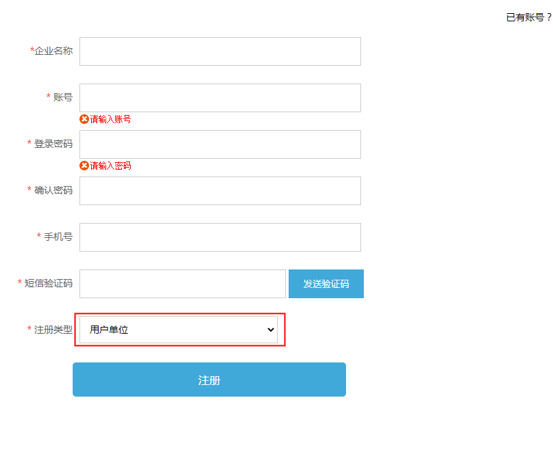 已有账号？
*企业名称
* 账号
请输入账号
* 登录密码
请输入密码
* 确认密码
* 手机号
* 短信验证码 发送验证码
* 注册类型 用户单位
注册